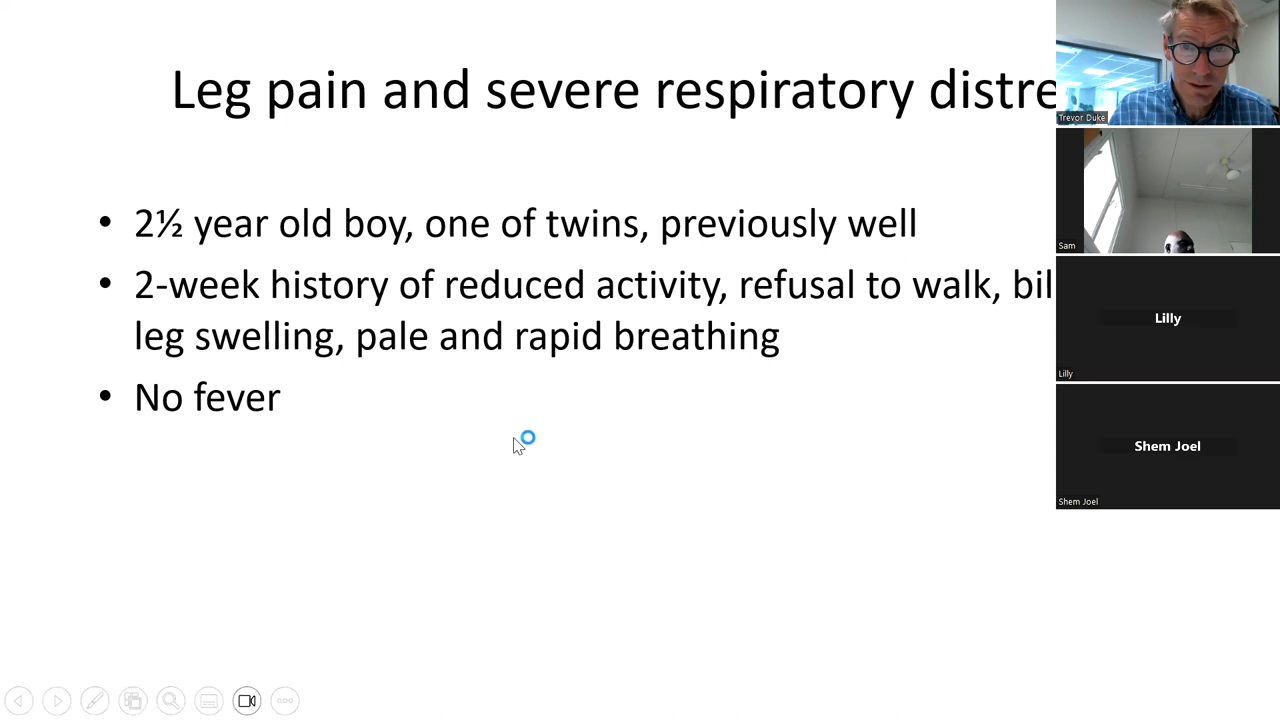 Leg pain and severe respiratory distre
• 2½ year old boy, one of twins, previously well
• 2-week history of reduced activity, refusal to walk, bil
leg swelling, pale and rapid breathing
• No fever
Trevor Duke
Sam
Lilly
Lilly
Shem Joel
Shem Joel